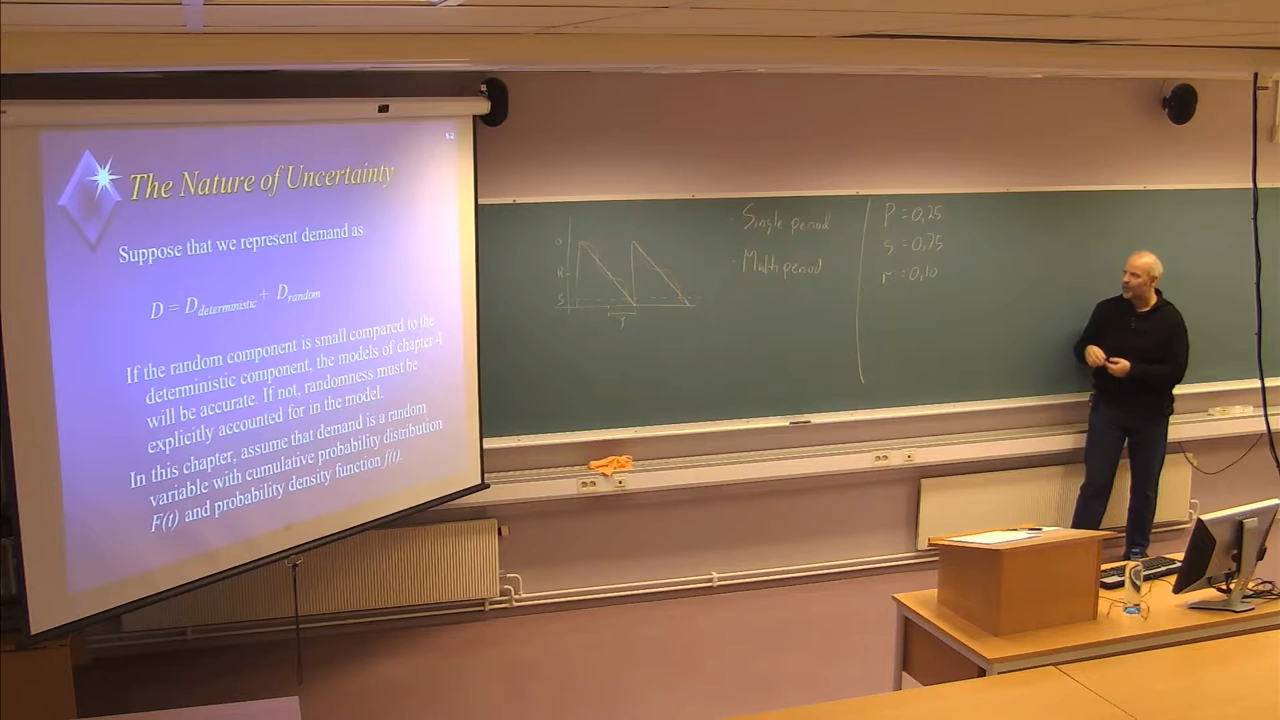 5.2
The Nature of Uncertainty
Suppose that we represent demand as
D = Ddeterministic + Drandom
If the random component is small compared to the
deterministic component, the models of chapter 4
will be accurate. If not, randomness must be
explicitly accounted for in the model.
In this chapter, assume that demand is a random
variable with cumulative probability distribution
F(t) and probability density function f(t).
R
S
- Single period
- Multi period
P = 0,25
s = 0,75
r = 0,10